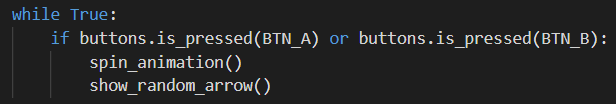 while True:
    if buttons.is_pressed(BTN_A) or buttons.is_pressed(BTN_B):
        spin_animation()
        show_random_arrow()